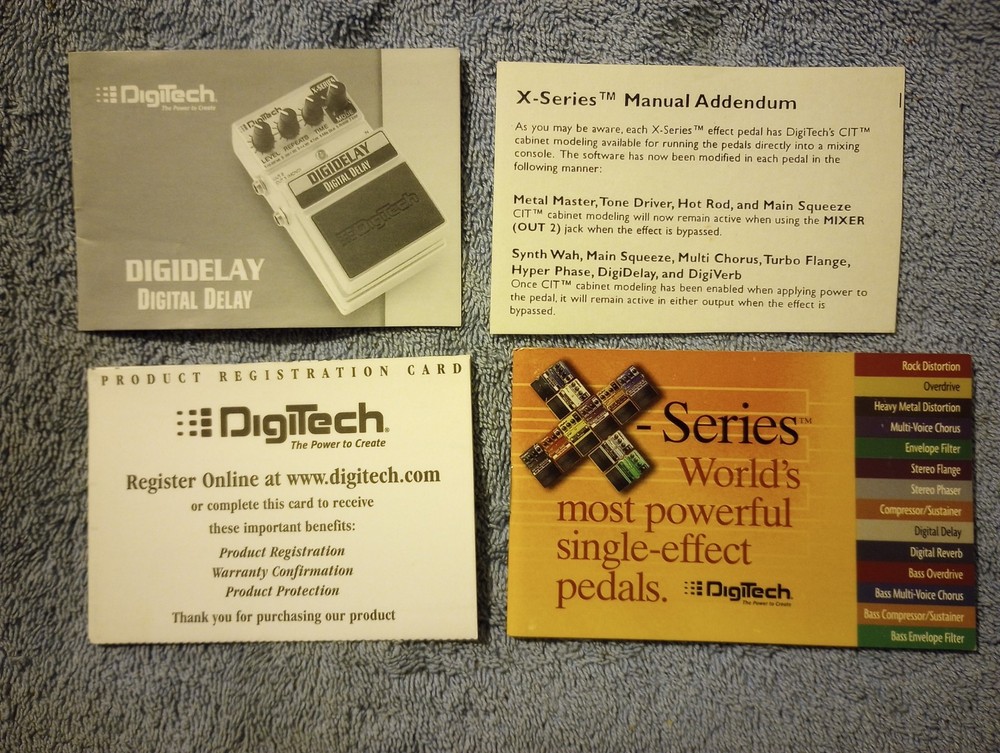 DigiTech
The Power to Create
DigiTech X-SERIES
LEVEL REPEATS TIME MODE
DIGIDELAY
DIGITAL DELAY
DigiTech
DIGIDELAY
DIGITAL DELAY
X-Series™ Manual Addendum
As you may be aware, each X-Series™ effect pedal has DigiTech's CIT™
cabinet modeling available for running the pedals directly into a mixing
console. The software has now been modified in each pedal in the
following manner:
Metal Master, Tone Driver, Hot Rod, and Main Squeeze
CIT™ cabinet modeling will now remain active when using the MIXER
(OUT 2) jack when the effect is bypassed.
Synth Wah, Main Squeeze, Multi Chorus, Turbo Flange,
Hyper Phase, DigiDelay, and DigiVerb
Once CIT™ cabinet modeling has been enabled when applying power to
the pedal, it will remain active in either output when the effect is
bypassed.
PRODUCT REGISTRATION CARD
DigiTech®
The Power to Create
Register Online at www.digitech.com
or complete this card to receive
these important benefits:
Product Registration
Warranty Confirmation
Product Protection
Thank you for purchasing our product
X-Series™
World's
most powerful
single-effect
pedals.
DigiTech
The Power to Create
Rock Distortion
Overdrive
Heavy Metal Distortion
Multi-Voice Chorus
Envelope Filter
Stereo Flange
Stereo Phaser
Compressor/Sustainer
Digital Delay
Digital Reverb
Bass Overdrive
Bass Multi-Voice Chorus
Bass Compressor/Sustainer
Bass Envelope Filter